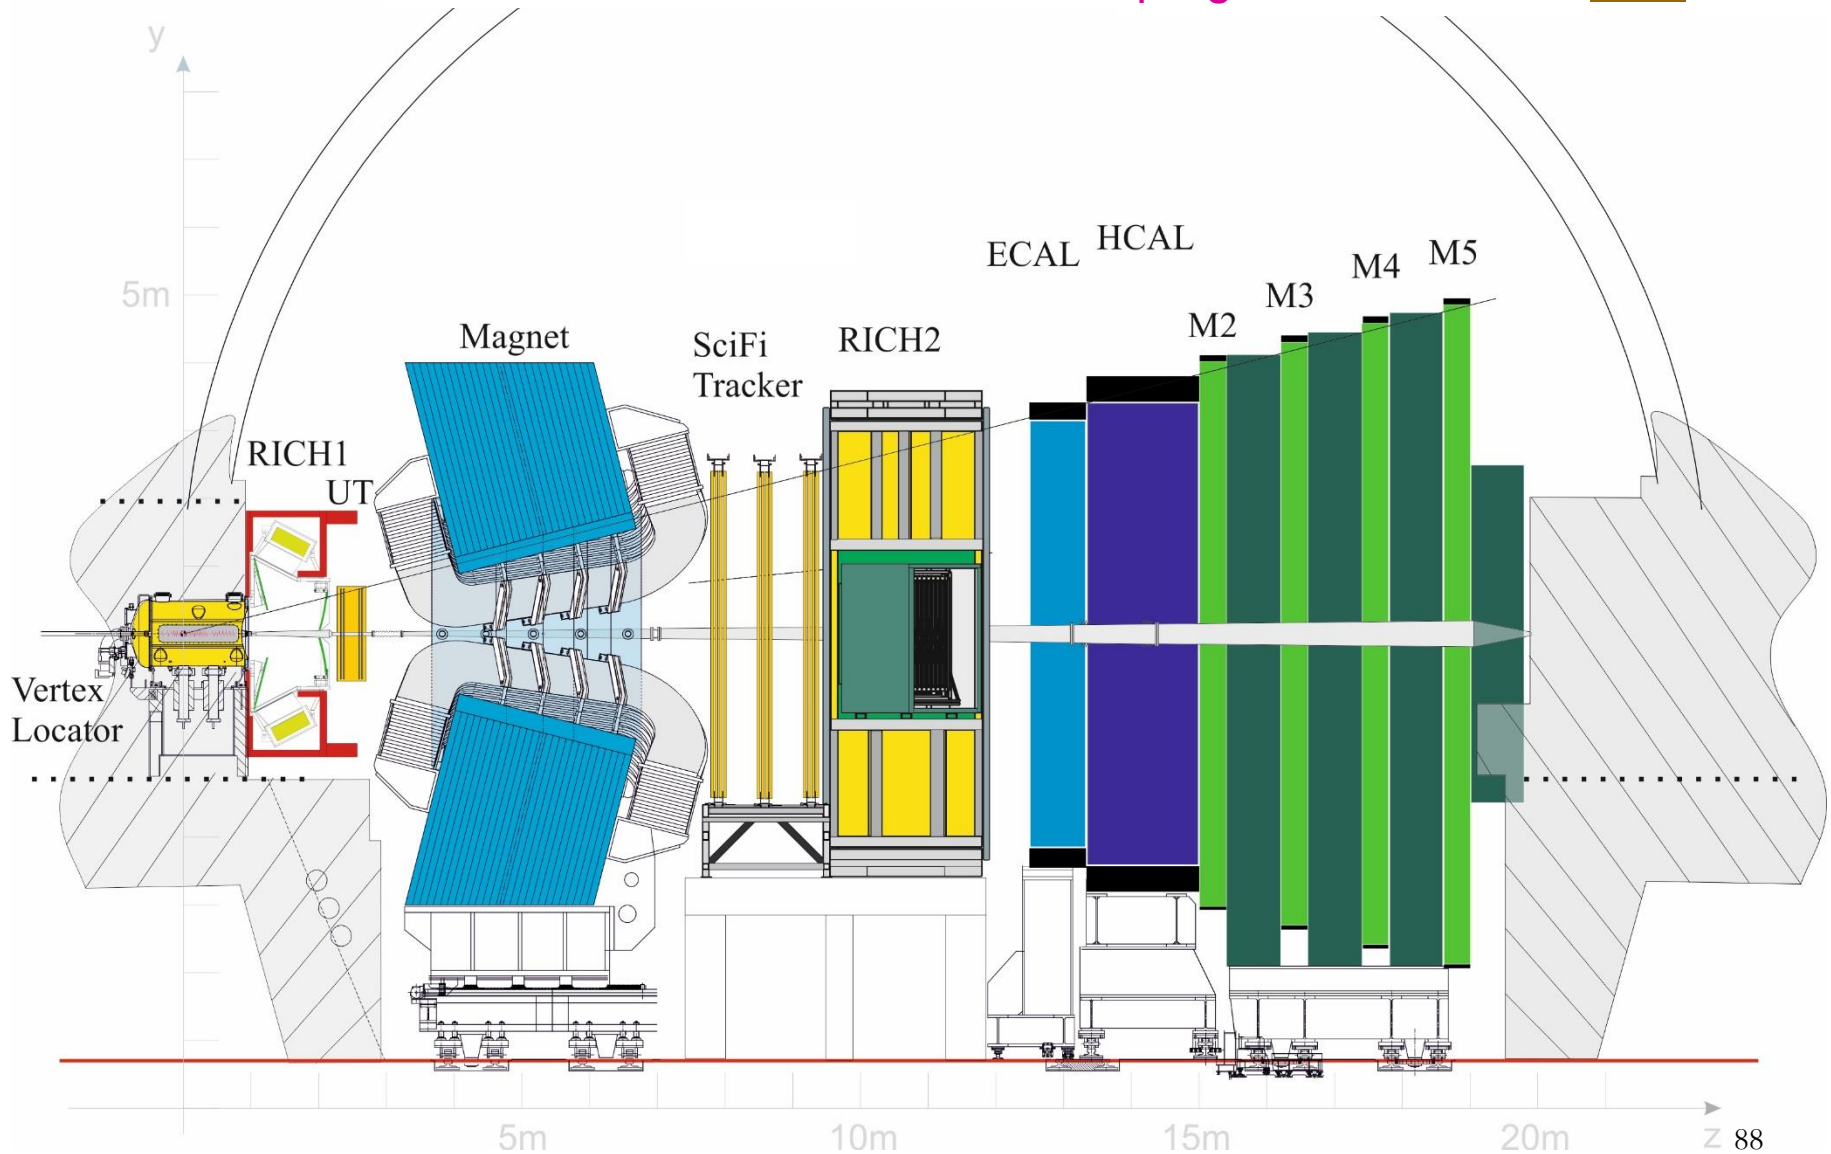 y
5m
ECAL
HCAL
M2
M3
M4
M5
Magnet
SciFi
Tracker
RICH2
RICH1
UT
Vertex
Locator
5m
10m
15m
20m
z
88